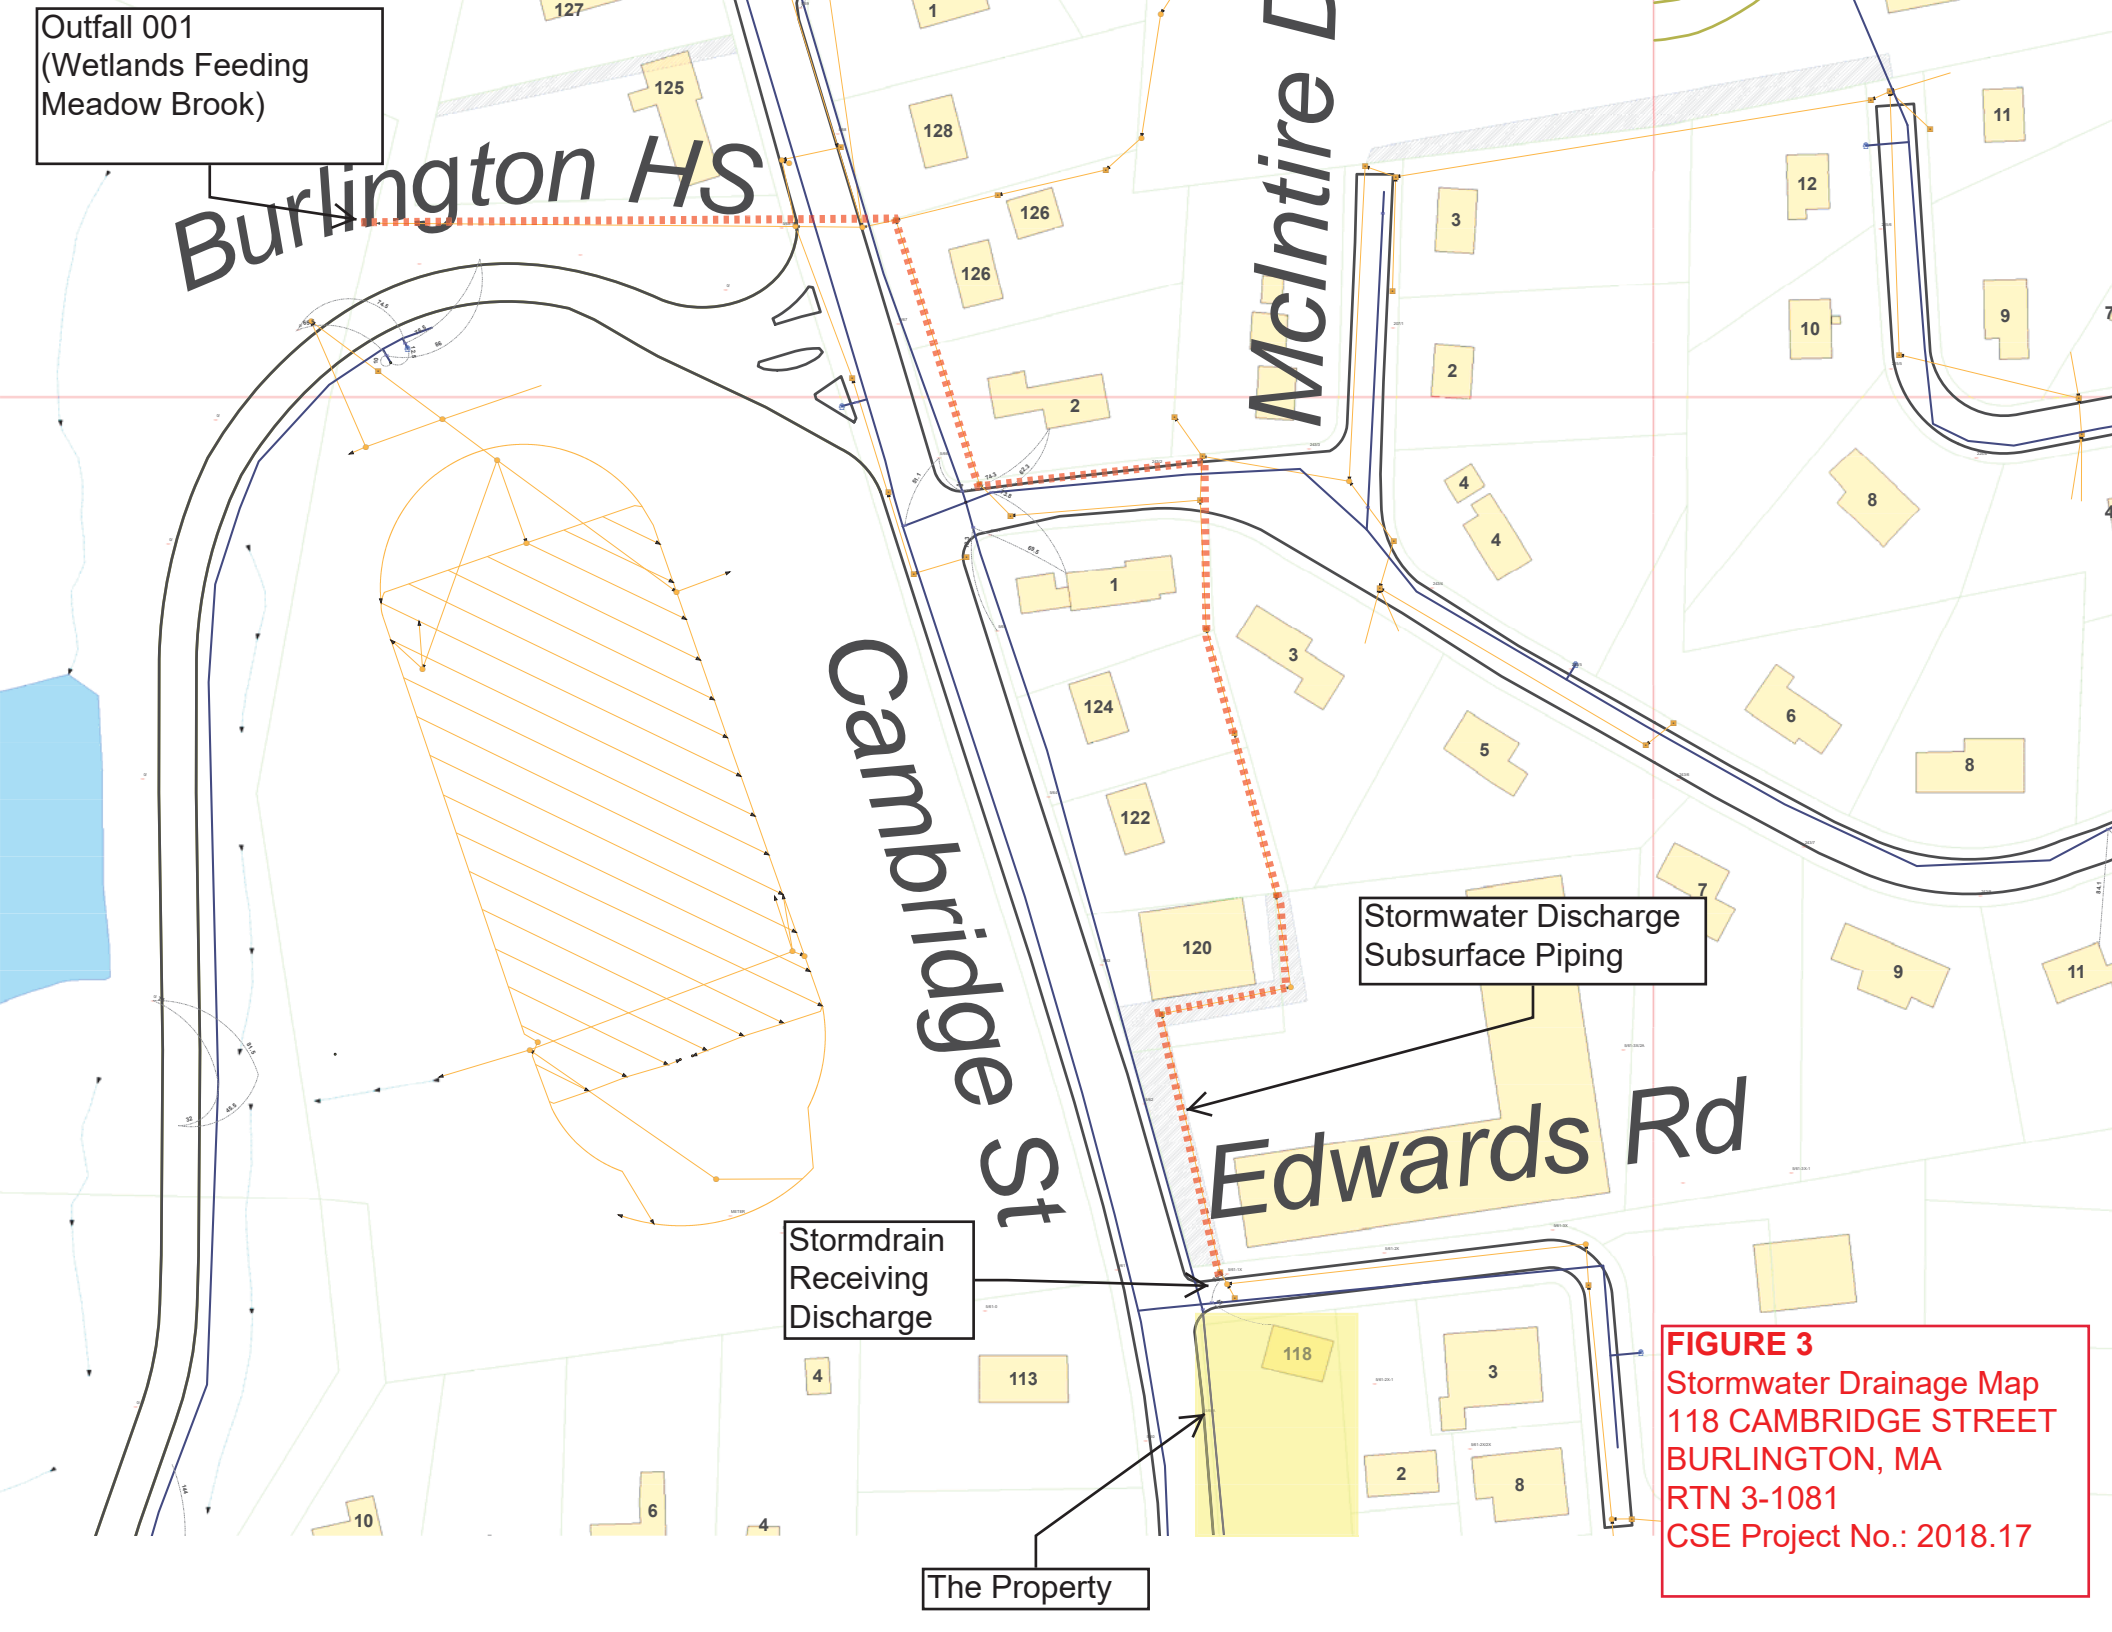 Outfall 001
(Wetlands Feeding
Meadow Brook)
127
1
125
128
Burlington HS
126
126
McIntire D
11
12
3
9
10
2
2
7
4
4
8
4
1
3
124
Cambridge St
6
5
8
122
7
Stormwater Discharge
Subsurface Piping
120
9
11
Edwards Rd
Stormdrain
Receiving
Discharge
118
4
113
3
2
8
10
6
4
FIGURE 3
Stormwater Drainage Map
118 CAMBRIDGE STREET
BURLINGTON, MA
RTN 3-1081
CSE Project No.: 2018.17
The Property